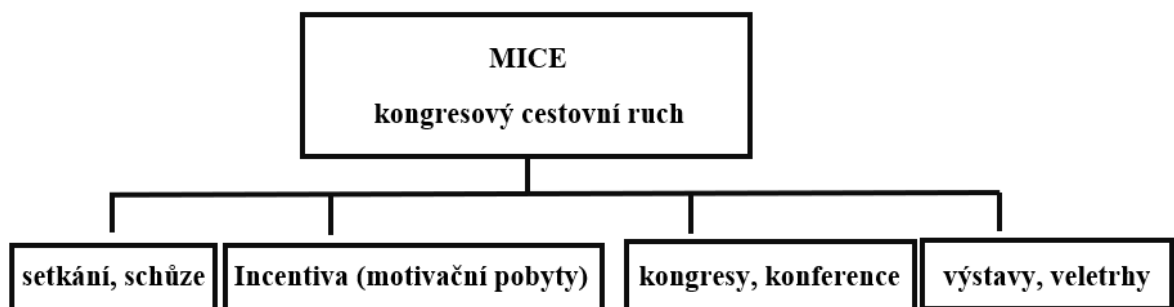 MICE
kongresový cestovní ruch
setkání, schůze
Incentiva (motivační pobyty)
kongresy, konference
výstavy, veletrhy